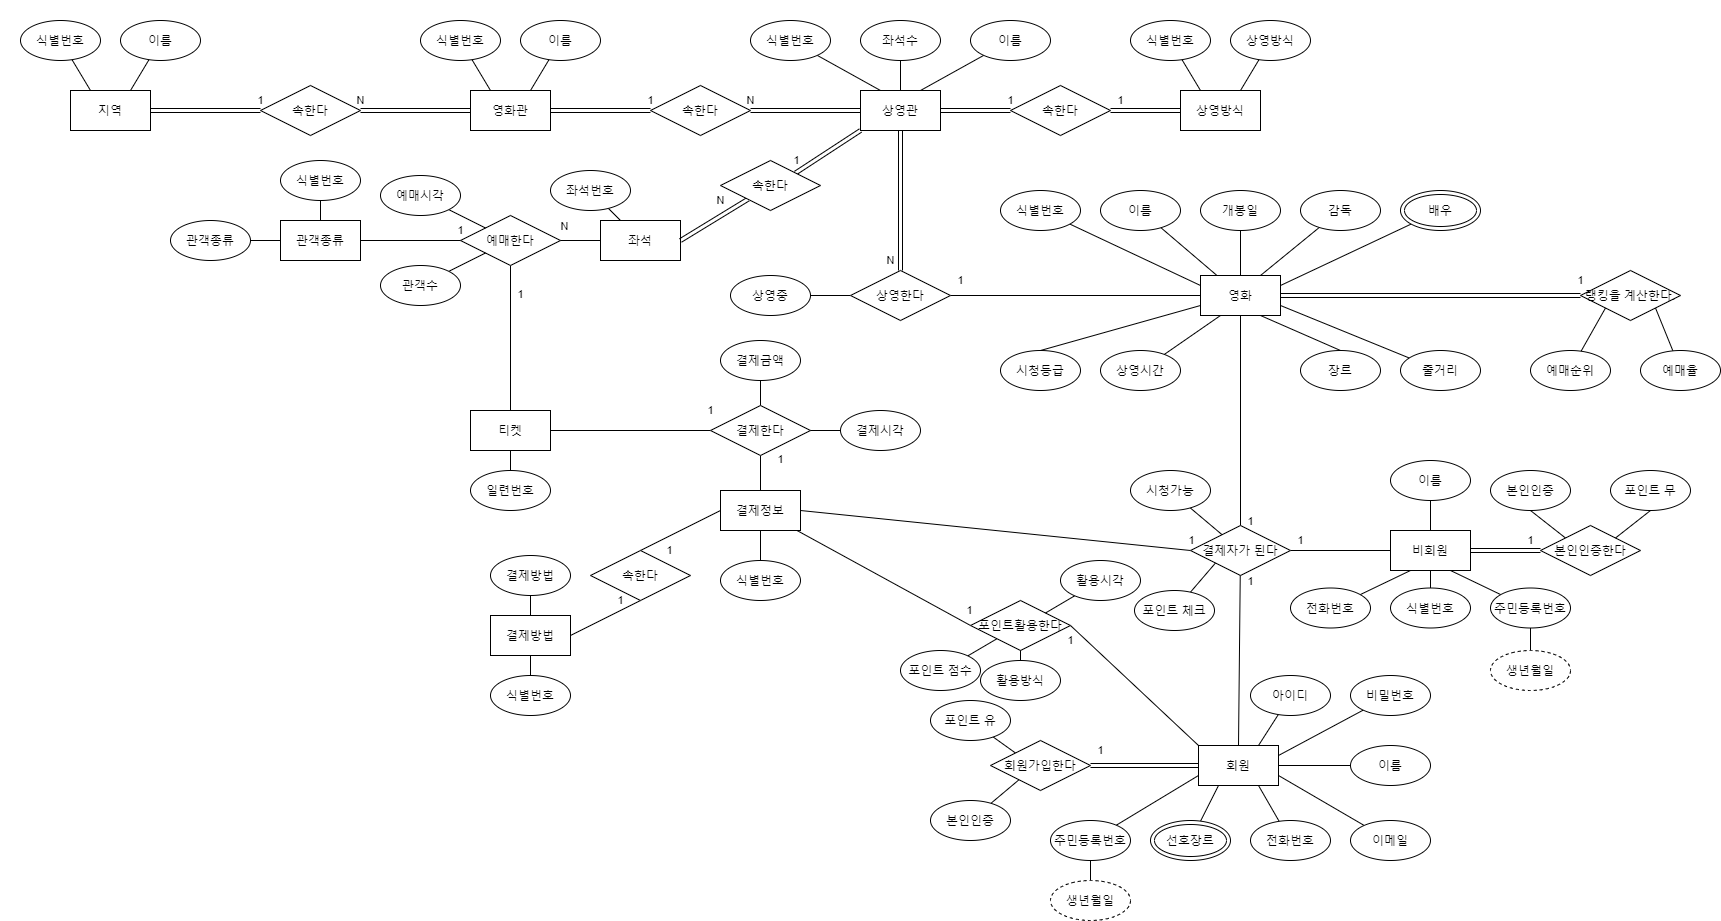 식별번호
이름
식별번호
이름
식별번호
좌석수
이름
식별번호
상영방식
지역
1
속한다
N
영화관
1
속한다
N
상영관
1
속한다
1
상영방식
식별번호
예매시각
좌석번호
1
속한다
N
관객종류
관객종류
1
예매한다
N
좌석
관객수
1
식별번호
이름
개봉일
감독
배우
N
상영중
상영한다
1
영화
1
랭킹을 계산한다
시청등급
상영시간
장르
줄거리
예매순위
예매율
결제금액
티켓
1
결제한다
결제시각
1
일련번호
결제정보
식별번호
1
속한다
1
결제방법
결제방법
식별번호
시청가능
1
1
결제자가 된다
1
1
포인트 체크
이름
비회원
1
본인인증한다
본인인증
포인트 무
전화번호
식별번호
주민등록번호
생년월일
활용시각
1
포인트활용한다
1
포인트 점수
활용방식
포인트 유
회원가입한다
1
본인인증
회원
아이디
비밀번호
이름
주민등록번호
선호장르
전화번호
이메일
생년월일